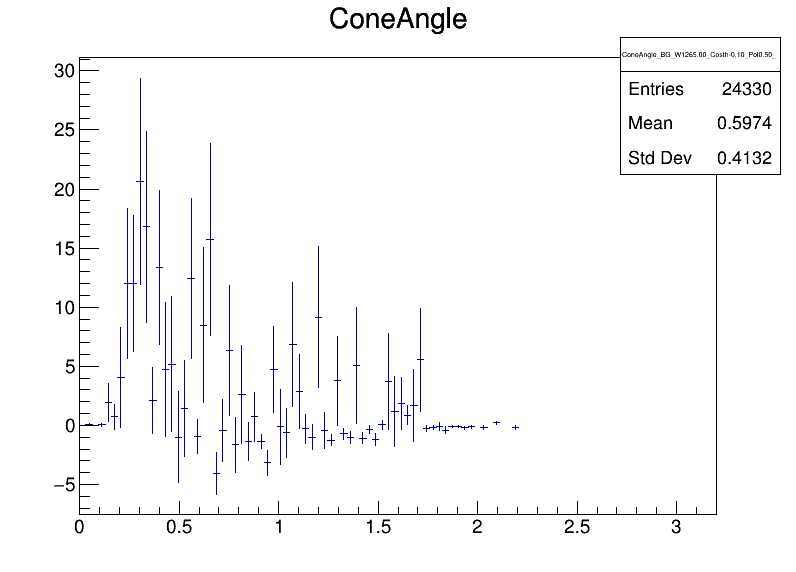 ConeAngle
ConeAngle_BG_W1265.00_Costh-0.10_Pol0.50_
Entries 24330
Mean 0.5974
Std Dev 0.4132
30
25
20
15
10
5
0
−5
0 0.5 1 1.5 2 2.5 3